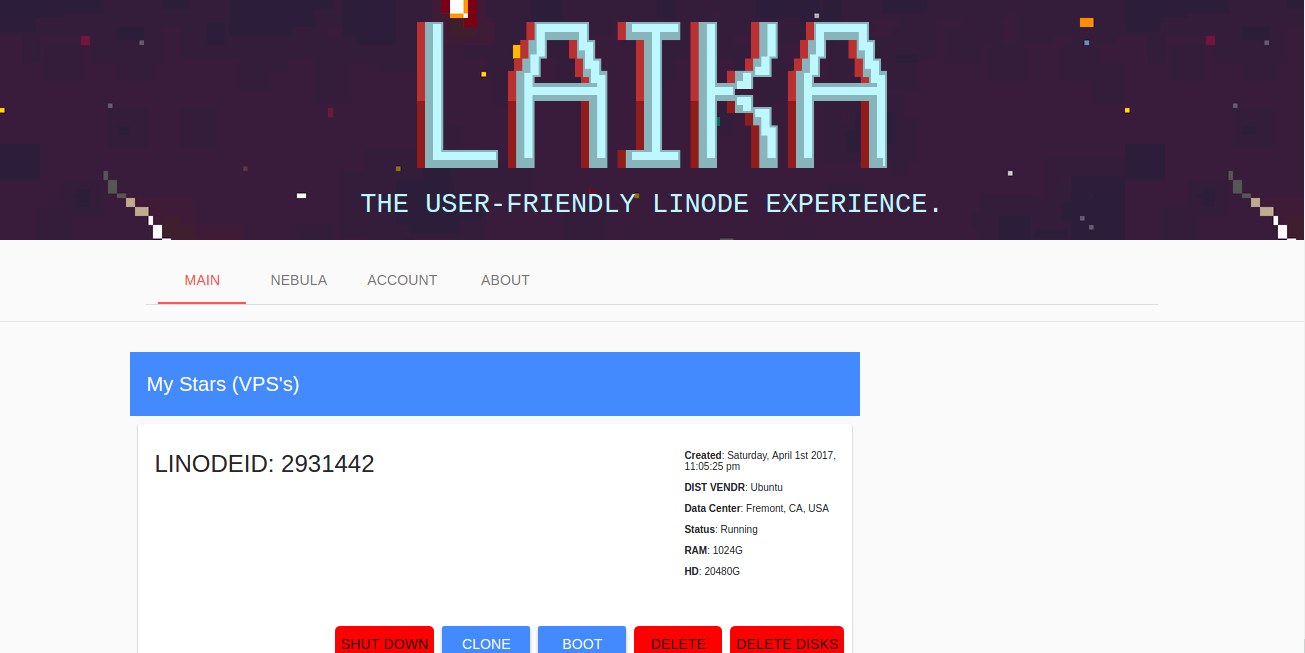 LAIKA
THE USER-FRIENDLY LINODE EXPERIENCE.
MAIN NEBULA ACCOUNT ABOUT
My Stars (VPS's)
LINODEID: 2931442
Created: Saturday, April 1st 2017,
11:05:25 pm
DIST VENDR: Ubuntu
Data Center: Fremont, CA, USA
Status: Running
RAM: 1024G
HD: 20480G
SHUT DOWN CLONE BOOT DELETE DELETE DISKS